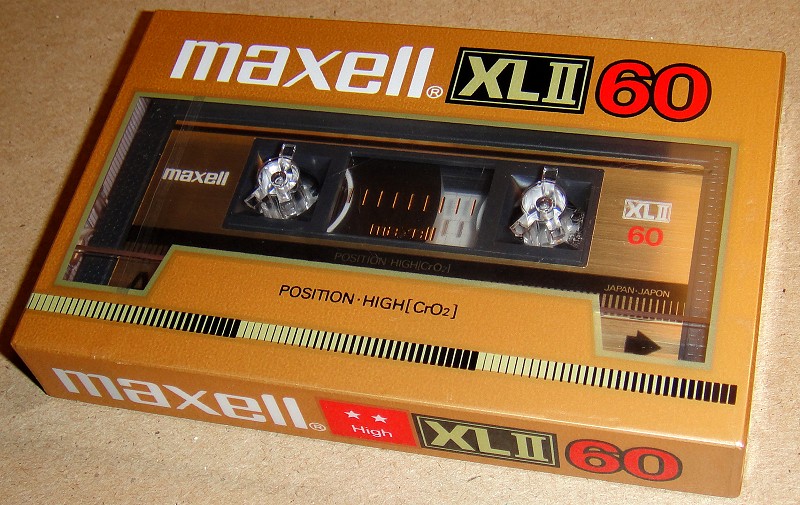 maxell® XLII 60
maxell
XLII
60
POSITION HIGH[CrO2]
JAPAN·JAPON
POSITION·HIGH[CrO2]
maxell® ★★ High XLII 60